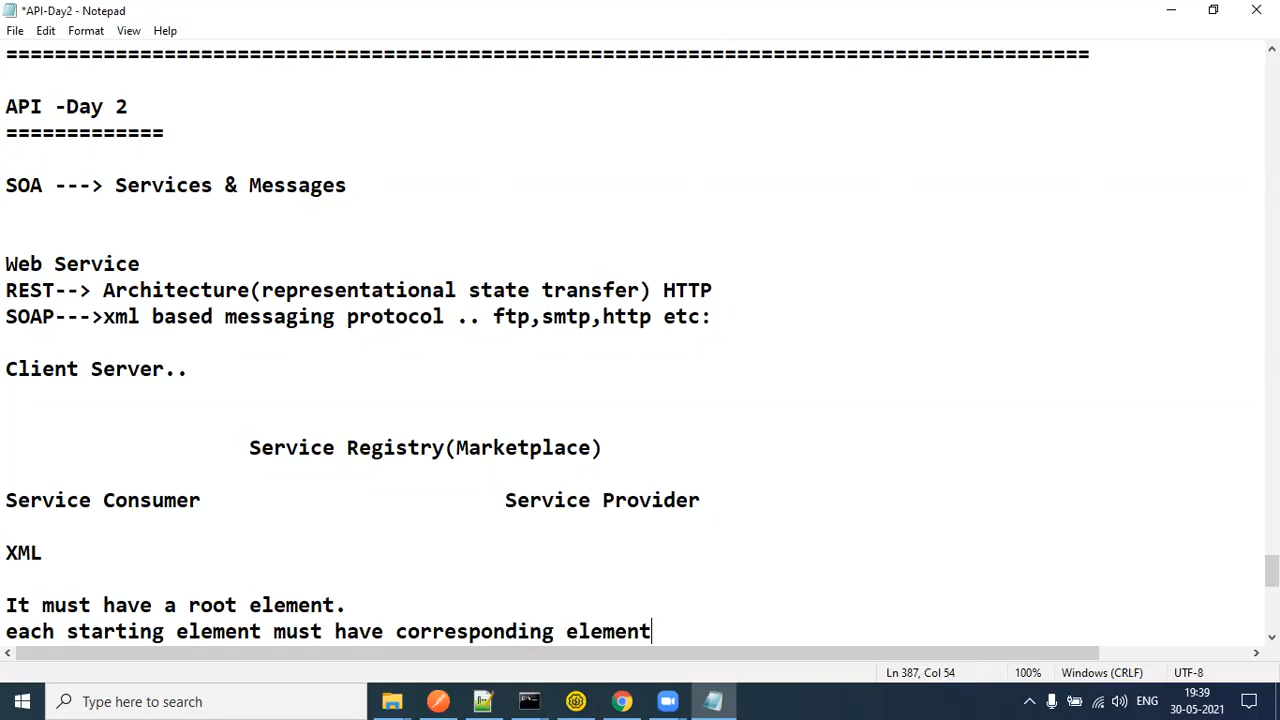 *API-Day2 - Notepad
File Edit Format View Help
=========================================================================================
API -Day 2
=============
SOA ---> Services & Messages
Web Service
REST--> Architecture(representational state transfer) HTTP
SOAP--->xml based messaging protocol .. ftp,smtp,http etc:
Client Server..
Service Registry(Marketplace)
Service Consumer Service Provider
XML
It must have a root element.
each starting element must have corresponding element
Ln 387, Col 54 100% Windows (CRLF) UTF-8
Type here to search
ENG
19:39
30-05-2021